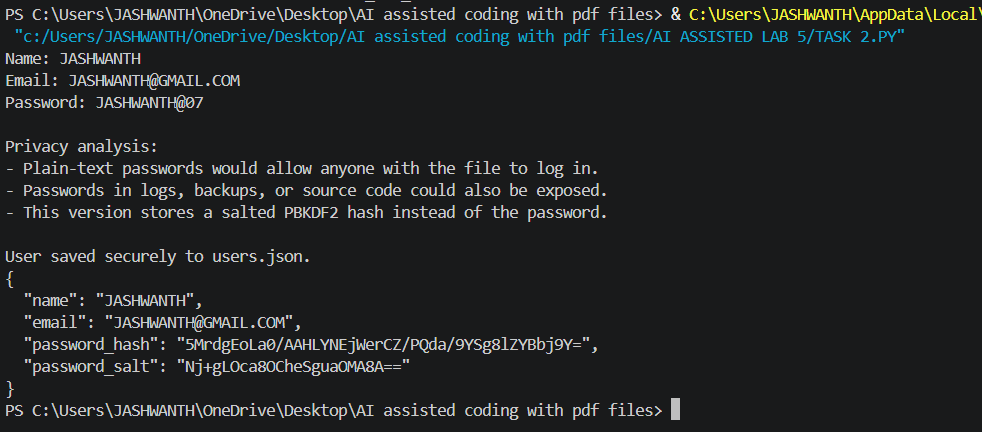 PS C:\Users\JASHWANTH\OneDrive\Desktop\AI assisted coding with pdf files> & C:\Users\JASHWANTH\AppData\Local\
"c:/Users/JASHWANTH/OneDrive/Desktop/AI assisted coding with pdf files/AI ASSISTED LAB 5/TASK 2.PY"
Name: JASHWANTH
Email: JASHWANTH@GMAIL.COM
Password: JASHWANTH@07
Privacy analysis:
- Plain-text passwords would allow anyone with the file to log in.
- Passwords in logs, backups, or source code could also be exposed.
- This version stores a salted PBKDF2 hash instead of the password.
User saved securely to users.json.
{
  "name": "JASHWANTH",
  "email": "JASHWANTH@GMAIL.COM",
  "password_hash": "5MrdgEoLa0/AAHLYNEjWerCZ/PQda/9YSg8lZYBbj9Y=",
  "password_salt": "Nj+gLOca8OCheSguaOMA8A=="
}
PS C:\Users\JASHWANTH\OneDrive\Desktop\AI assisted coding with pdf files>